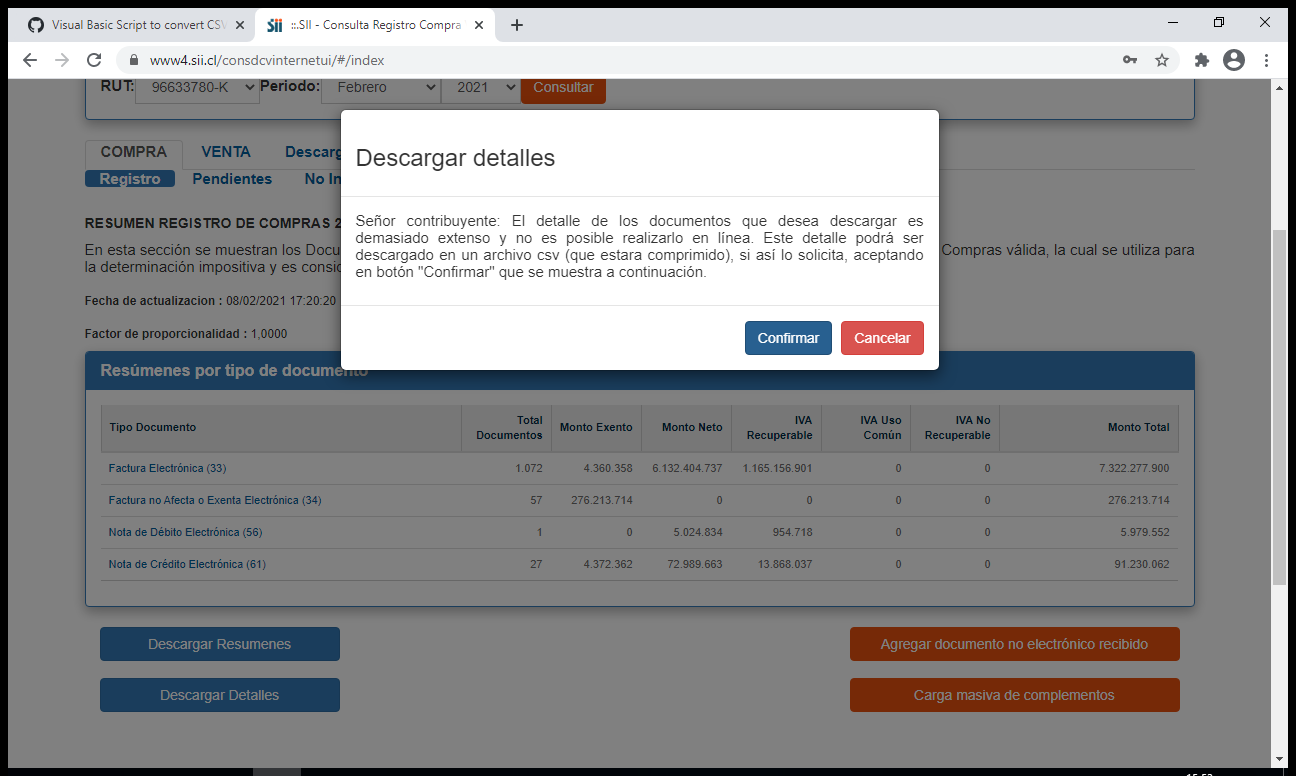 Visual Basic Script to convert CSV
::.SII - Consulta Registro Compra
www4.sii.cl/consdcvinternetui/#/index
RUT: 96633780-K Periodo: Febrero 2021 Consultar
COMPRA VENTA Descarg
Registro Pendientes No In
RESUMEN REGISTRO DE COMPRAS 2
En esta sección se muestran los Docu
Compras válida, la cual se utiliza para
la determinación impositiva y es consid
Fecha de actualizacion : 08/02/2021 17:20:20
Factor de proporcionalidad : 1,0000
Descargar detalles
Señor contribuyente: El detalle de los documentos que desea descargar es
demasiado extenso y no es posible realizarlo en línea. Este detalle podrá ser
descargado en un archivo csv (que estara comprimido), si así lo solicita, aceptando
en botón "Confirmar" que se muestra a continuación.
Confirmar Cancelar
Resúmenes por tipo de documento
Tipo Documento Total Documentos Monto Exento Monto Neto IVA Recuperable IVA Uso Común IVA No Recuperable Monto Total
Factura Electrónica (33) 1.072 4.360.358 6.132.404.737 1.165.156.901 0 0 7.322.277.900
Factura no Afecta o Exenta Electrónica (34) 57 276.213.714 0 0 0 0 276.213.714
Nota de Débito Electrónica (56) 1 0 5.024.834 954.718 0 0 5.979.552
Nota de Crédito Electrónica (61) 27 4.372.362 72.989.663 13.868.037 0 0 91.230.062
Descargar Resumenes Agregar documento no electrónico recibido
Descargar Detalles Carga masiva de complementos